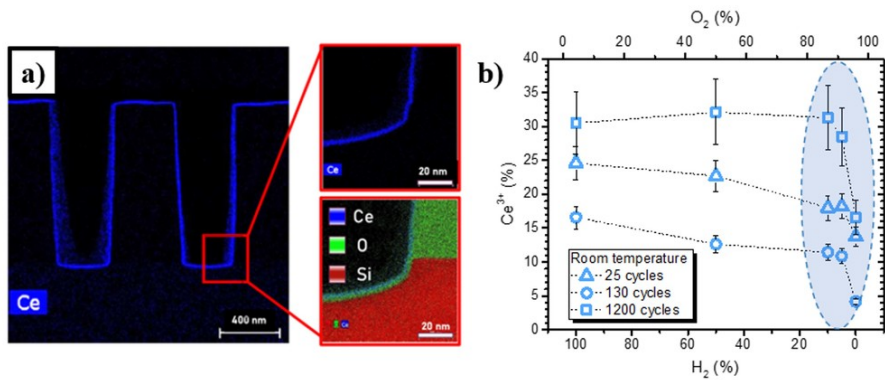 a)
Ce
400 nm
Ce
20 nm
Ce
O
Si
20 nm
b)
O2 (%)
0 20 40 60 80 100
40
35
30
25
20
15
10
5
0
Ce3+ (%)
Room temperature
25 cycles
130 cycles
1200 cycles
100 80 60 40 20 0
H2 (%)